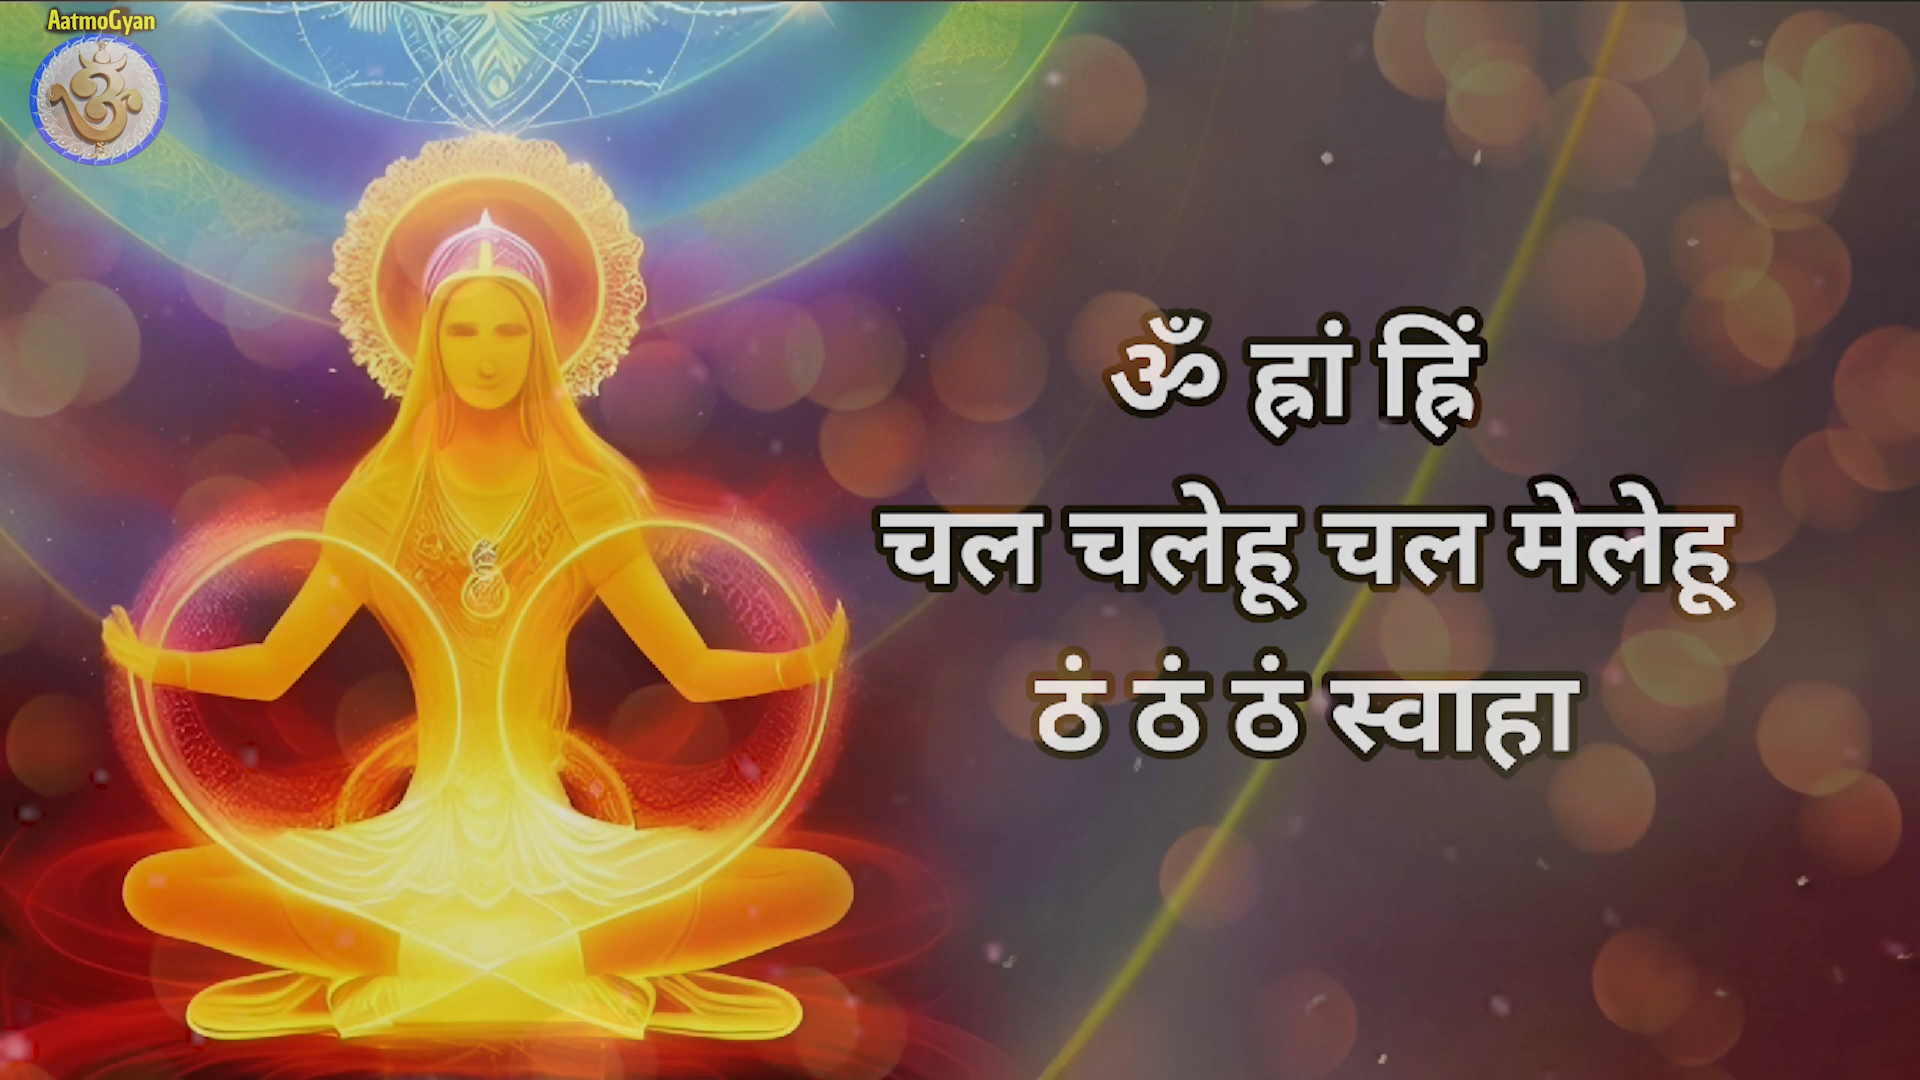 AatmoGyan
ॐ
ॐ ह्रां ह्रिं
चल चलेहू चल मेलेहू
ठं ठं ठं स्वाहा